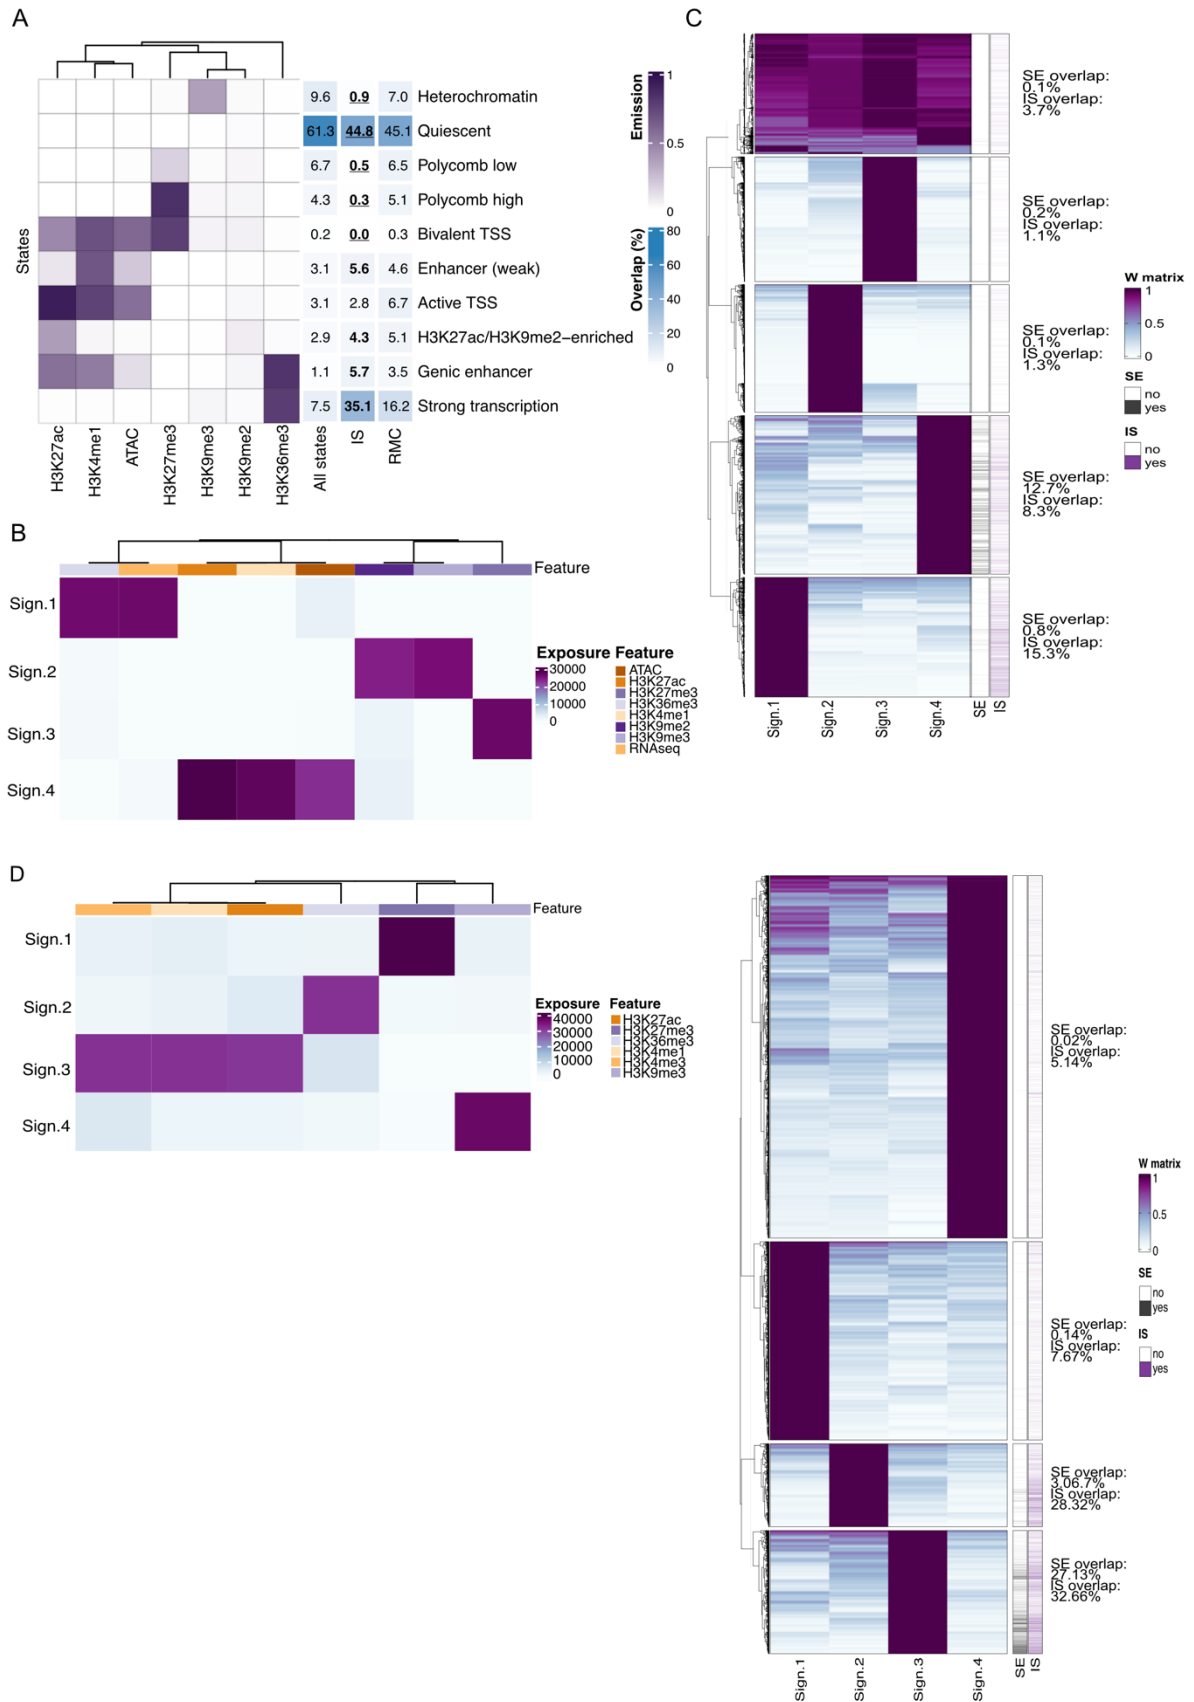 A
States
9.6 0.9 7.0 Heterochromatin
61.3 44.8 45.1 Quiescent
6.7 0.5 6.5 Polycomb low
4.3 0.3 5.1 Polycomb high
0.2 0.0 0.3 Bivalent TSS
3.1 5.6 4.6 Enhancer (weak)
3.1 2.8 6.7 Active TSS
2.9 4.3 5.1 H3K27ac/H3K9me2−enriched
1.1 5.7 3.5 Genic enhancer
7.5 35.1 16.2 Strong transcription
H3K27ac
H3K4me1
ATAC
H3K27me3
H3K9me3
H3K9me2
H3K36me3
All states
IS
RMC
Emission
1
0.5
0
Overlap (%)
80
60
40
20
0
B
Feature
Sign.1
Sign.2
Sign.3
Sign.4
Exposure
30000
20000
10000
0
Feature
ATAC
H3K27ac
H3K27me3
H3K36me3
H3K4me1
H3K9me2
H3K9me3
RNAseq
C
SE overlap:
0.1%
IS overlap:
3.7%
SE overlap:
0.2%
IS overlap:
1.1%
SE overlap:
0.1%
IS overlap:
1.3%
SE overlap:
12.7%
IS overlap:
8.3%
SE overlap:
0.8%
IS overlap:
15.3%
Sign.1
Sign.2
Sign.3
Sign.4
SE
IS
W matrix
1
0.5
0
SE
no
yes
IS
no
yes
D
Feature
Sign.1
Sign.2
Sign.3
Sign.4
Exposure
40000
30000
20000
10000
0
Feature
H3K27ac
H3K27me3
H3K36me3
H3K4me1
H3K4me3
H3K9me3
SE overlap:
0.02%
IS overlap:
5.14%
SE overlap:
0.14%
IS overlap:
7.67%
SE overlap:
3.06.7%
IS overlap:
28.32%
SE overlap:
27.13%
IS overlap:
32.66%
Sign.1
Sign.2
Sign.3
Sign.4
SE
IS
W matrix
1
0.5
0
SE
no
yes
IS
no
yes